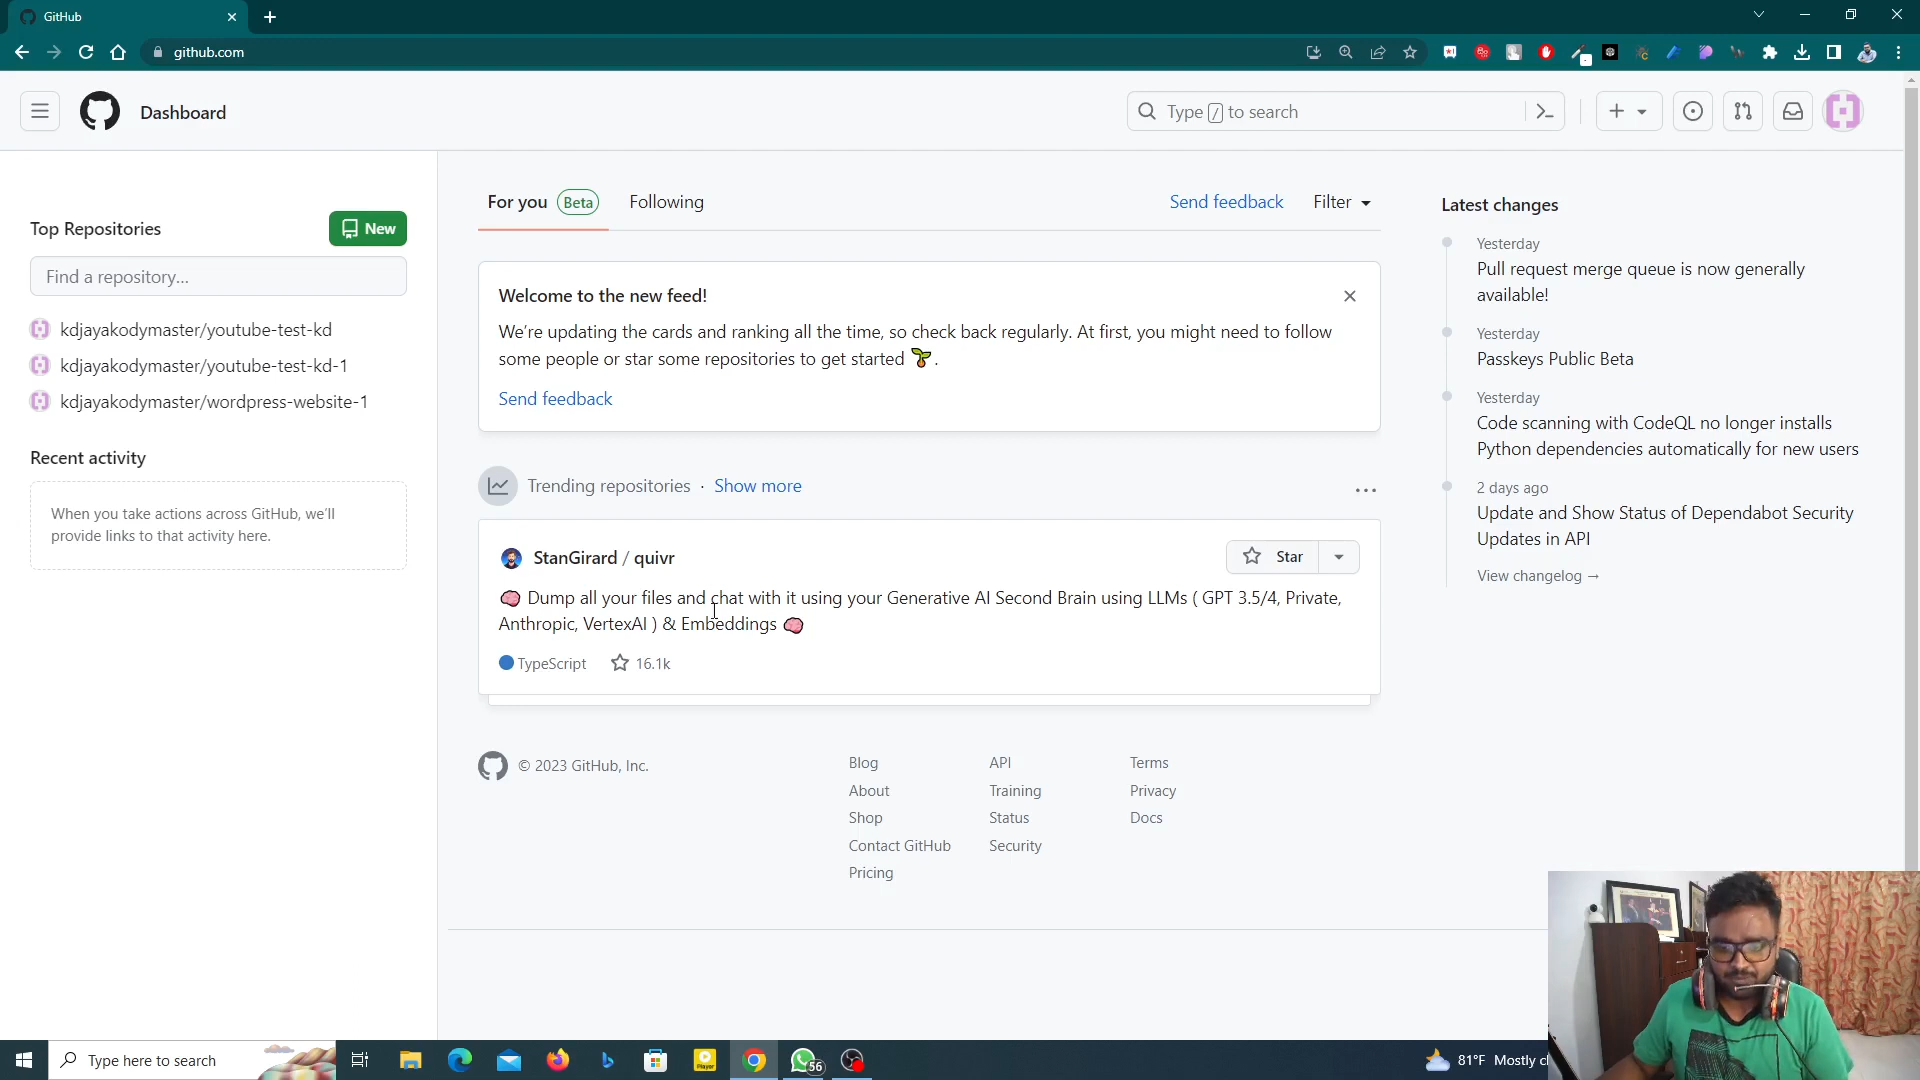 GitHub
github.com
Dashboard
Type / to search
Top Repositories
New
Find a repository...
kdjayakodymaster/youtube-test-kd
kdjayakodymaster/youtube-test-kd-1
kdjayakodymaster/wordpress-website-1
Recent activity
When you take actions across GitHub, we'll
provide links to that activity here.
For you Beta
Following
Send feedback
Filter
Welcome to the new feed!
We're updating the cards and ranking all the time, so check back regularly. At first, you might need to follow
some people or star some repositories to get started 🌱.
Send feedback
Trending repositories · Show more
StanGirard / quivr
Star
🧠 Dump all your files and chat with it using your Generative AI Second Brain using LLMs ( GPT 3.5/4, Private,
Anthropic, VertexAI ) & Embeddings 🧠
TypeScript 16.1k
© 2023 GitHub, Inc.
Blog
About
Shop
Contact GitHub
Pricing
API
Training
Status
Security
Terms
Privacy
Docs
Latest changes
Yesterday
Pull request merge queue is now generally
available!
Yesterday
Passkeys Public Beta
Yesterday
Code scanning with CodeQL no longer installs
Python dependencies automatically for new users
2 days ago
Update and Show Status of Dependabot Security
Updates in API
View changelog →
Type here to search
Player
56
81°F Mostly cl